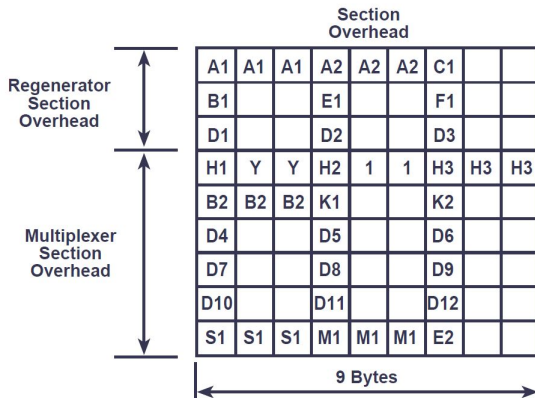 Section
Overhead
Regenerator
Section
Overhead
A1 A1 A1 A2 A2 A2 C1
B1 E1 F1
D1 D2 D3
Multiplexer
Section
Overhead
H1 Y Y H2 1 1 H3 H3 H3
B2 B2 B2 K1 K2
D4 D5 D6
D7 D8 D9
D10 D11 D12
S1 S1 S1 M1 M1 M1 E2
9 Bytes